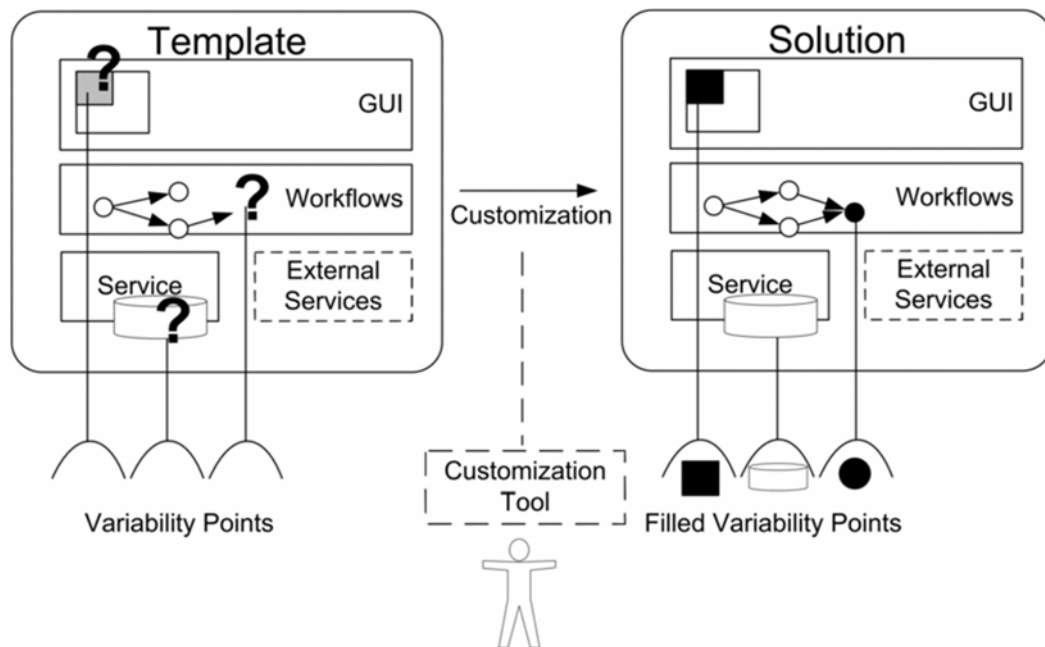 Template
?
GUI
?
Workflows
Service
?
External
Services
Variability Points
Customization
Customization
Tool
Solution
GUI
Workflows
Service
External
Services
Filled Variability Points